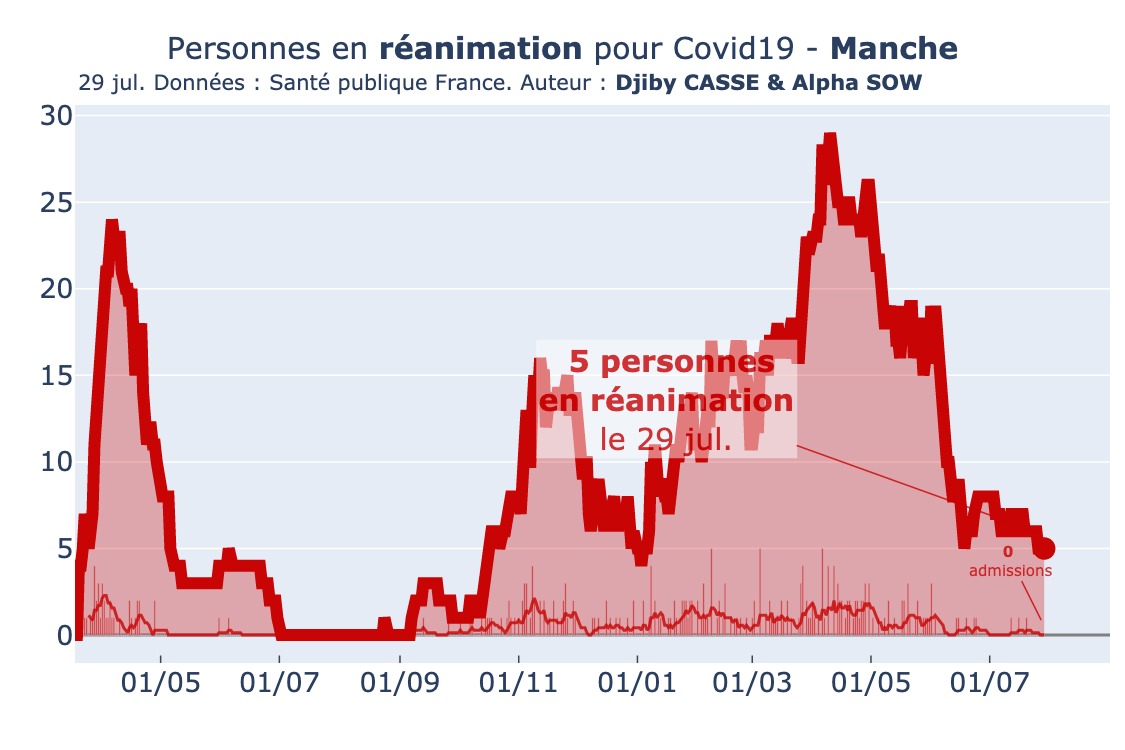 Personnes en réanimation pour Covid19 - Manche
29 jul. Données : Santé publique France. Auteur : Djiby CASSE & Alpha SOW
30
25
20
15
10
5
0
5 personnes
en réanimation
le 29 jul.
0
admissions
01/05 01/07 01/09 01/11 01/01 01/03 01/05 01/07